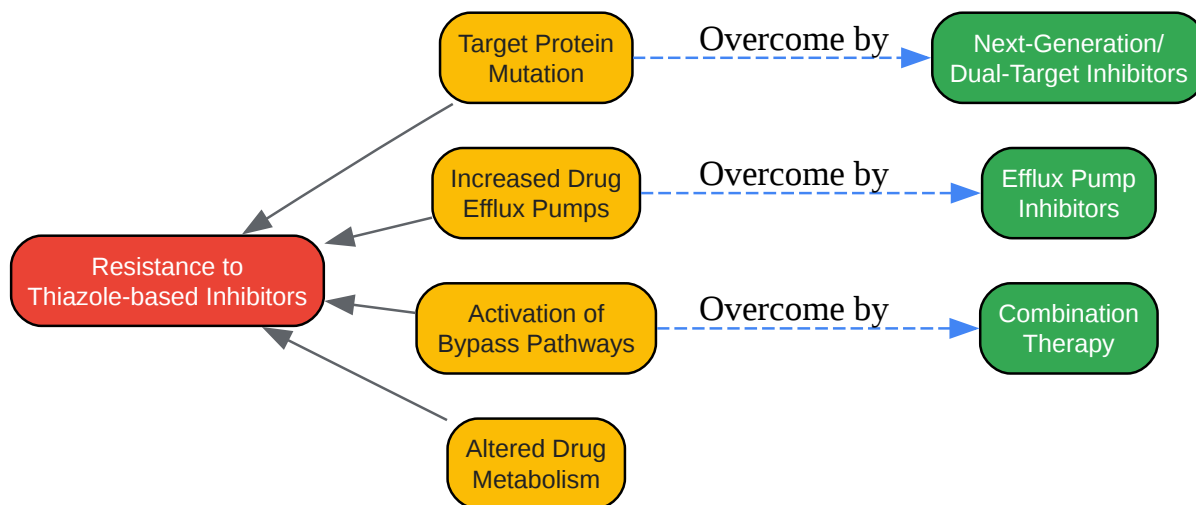 Target Protein
Mutation
Overcome by
Next-Generation/
Dual-Target Inhibitors
Increased Drug
Efflux Pumps
Overcome by
Efflux Pump
Inhibitors
Resistance to
Thiazole-based Inhibitors
Activation of
Bypass Pathways
Overcome by
Combination
Therapy
Altered Drug
Metabolism